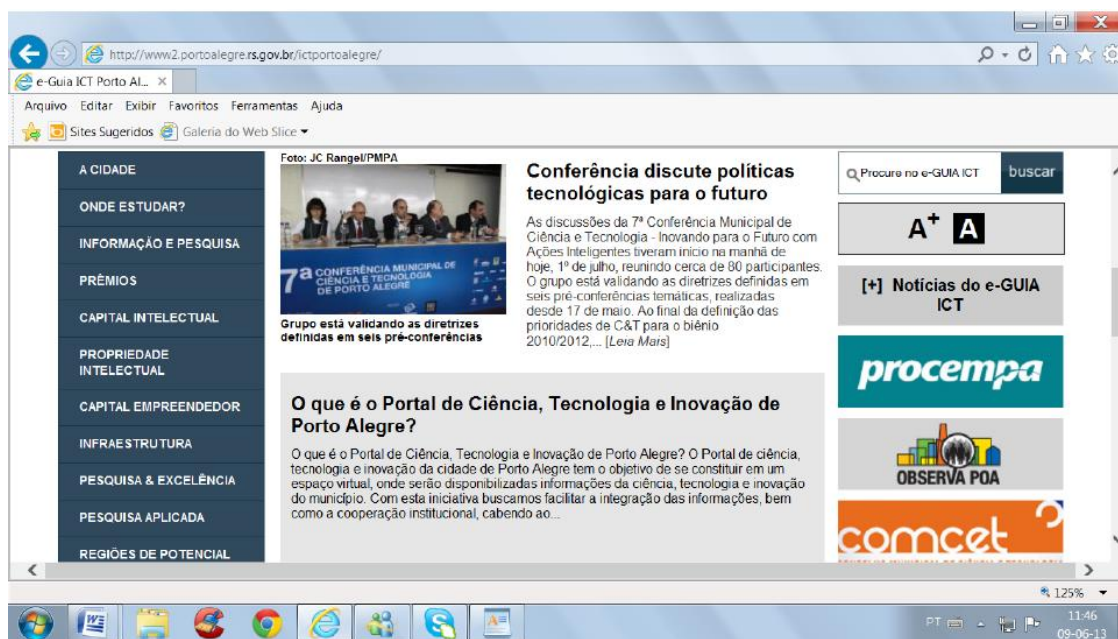 http://www2.portoalegre.rs.gov.br/ictportoalegre/
e-Guia ICT Porto Al...
Arquivo Editar Exibir Favoritos Ferramentas Ajuda
Sites Sugeridos Galeria do Web Slice
A CIDADE
ONDE ESTUDAR?
INFORMAÇÃO E PESQUISA
PRÊMIOS
CAPITAL INTELECTUAL
PROPRIEDADE
INTELECTUAL
CAPITAL EMPREENDEDOR
INFRAESTRUTURA
PESQUISA & EXCELÊNCIA
PESQUISA APLICADA
REGIÕES DE POTENCIAL
Foto: JC Rangel/PMPA
7ª CONFERÊNCIA MUNICIPAL DE
CIÊNCIA E TECNOLOGIA
DE PORTO ALEGRE
Grupo está validando as diretrizes
definidas em seis pré-conferências
Conferência discute políticas
tecnológicas para o futuro
As discussões da 7ª Conferência Municipal de
Ciência e Tecnologia - Inovando para o Futuro com
Ações Inteligentes tiveram início na manhã de
hoje, 1º de julho, reunindo cerca de 80 participantes.
O grupo está validando as diretrizes definidas em
seis pré-conferências temáticas, realizadas
desde 17 de maio. Ao final da definição das
prioridades de C&T para o biênio
2010/2012,... [Leia Mais]
O que é o Portal de Ciência, Tecnologia e Inovação de
Porto Alegre?
O que é o Portal de Ciência, Tecnologia e Inovação de Porto Alegre? O Portal de ciência,
tecnologia e inovação da cidade de Porto Alegre tem o objetivo de se constituir em um
espaço virtual, onde serão disponibilizadas informações da ciência, tecnologia e inovação
do município. Com esta iniciativa buscamos facilitar a integração das informações, bem
como a cooperação institucional, cabendo ao...
Procure no e-GUIA ICT buscar
A+ A
[+] Notícias do e-GUIA
ICT
procempa
OBSERVA POA
comcet
125%
PT 11:46
09-06-13